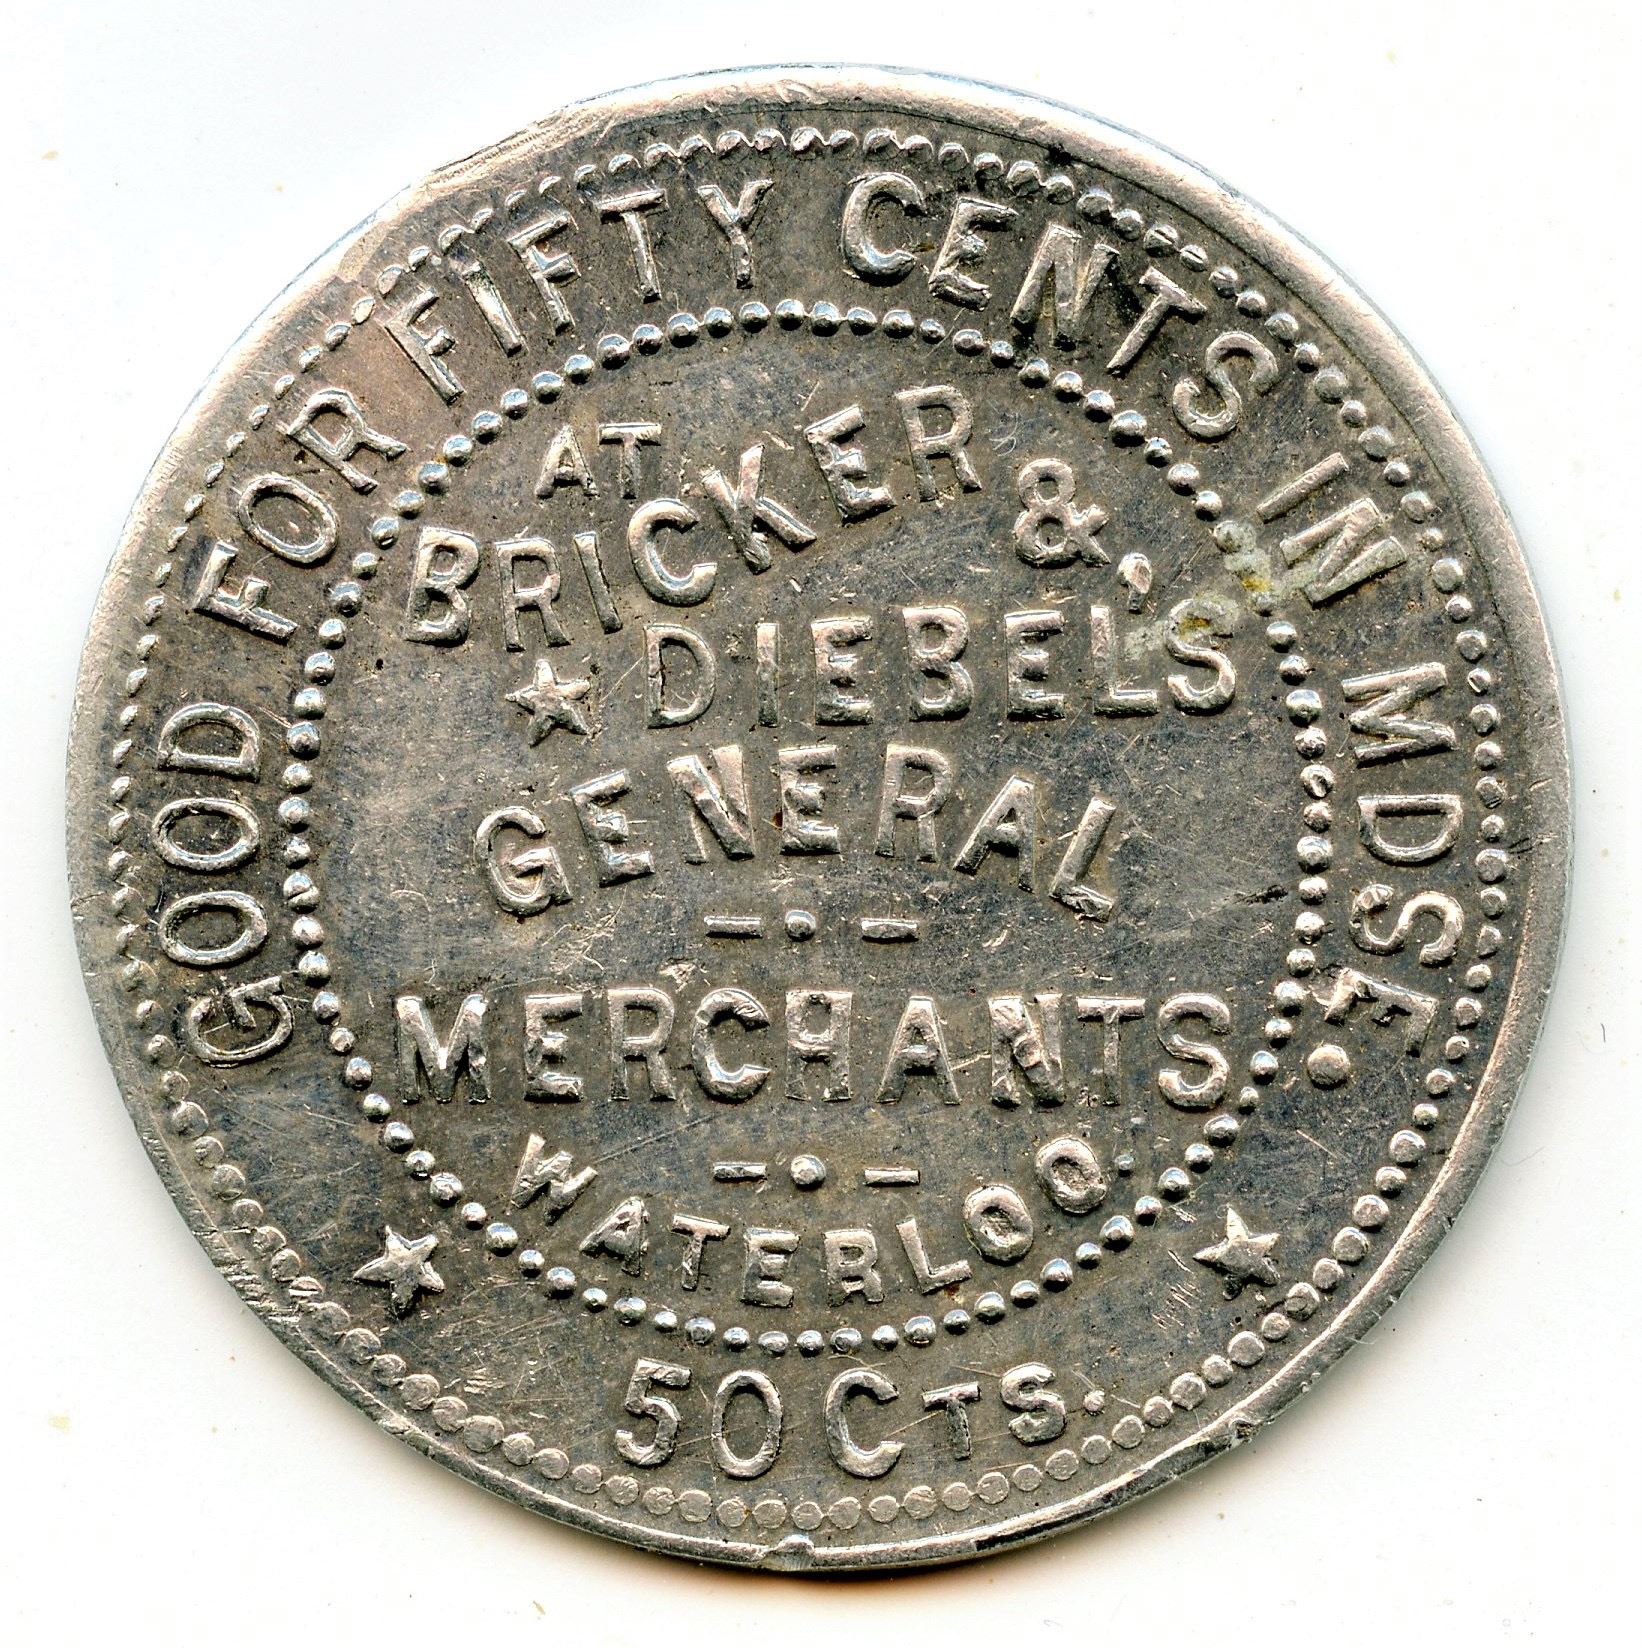 GOOD FOR FIFTY CENTS IN MDSE.
AT
BRICKER &
DIEBEL'S
GENERAL
MERCHANTS
WATERLOO.
50 CTS.